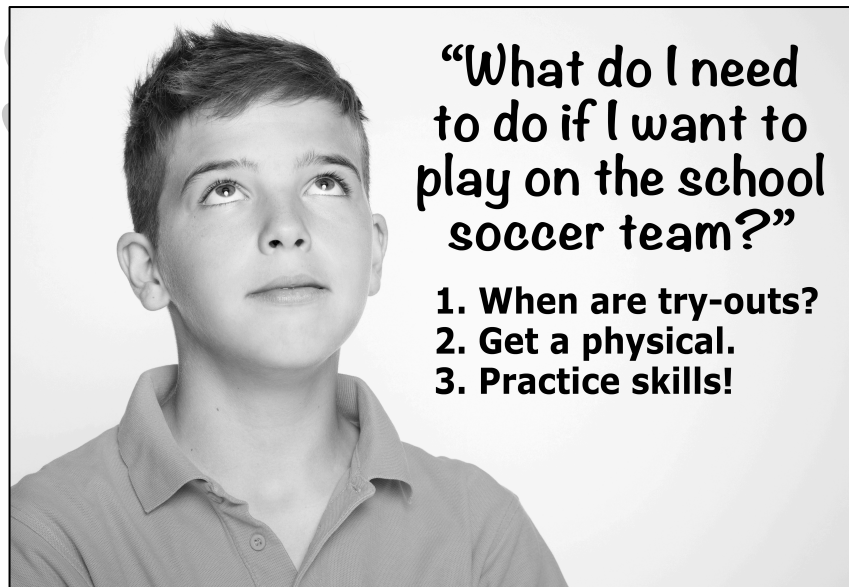 “What do I need
to do if I want to
play on the school
soccer team?”
1. When are try-outs?
2. Get a physical.
3. Practice skills!